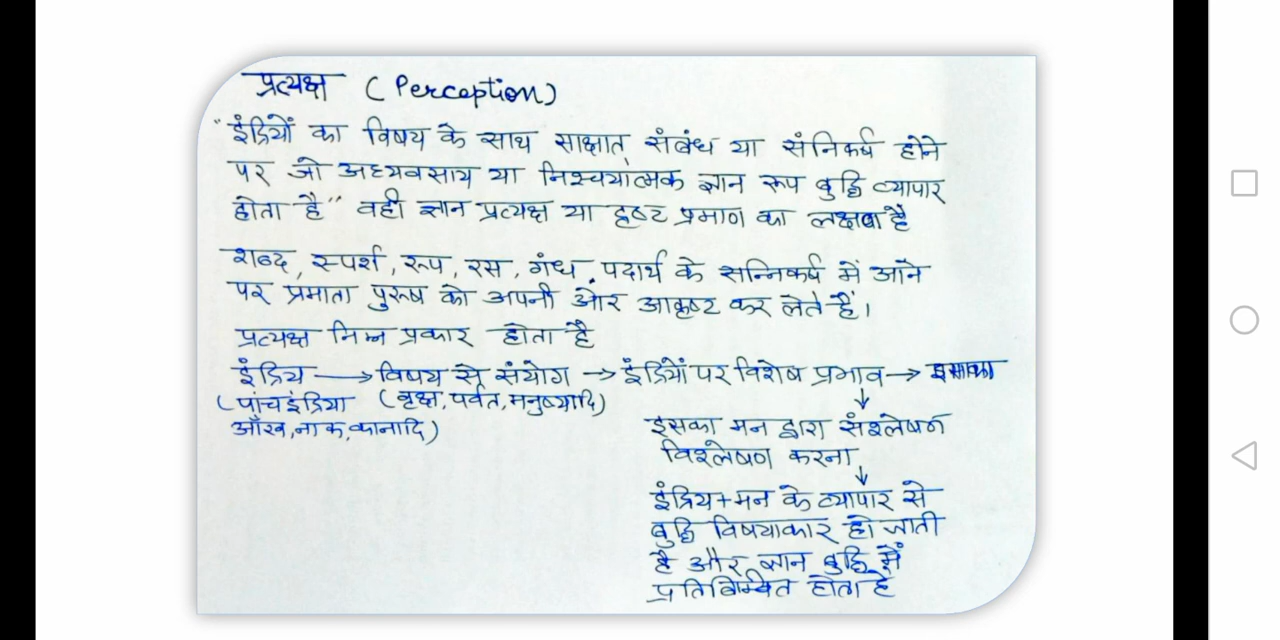 प्रत्यक्ष (Perception)
"इंद्रियों का विषय के साथ साक्षात् संबंध या संनिकर्ष होने
पर जो अध्यवसाय या निश्चयात्मक ज्ञान रूप बुद्धि व्यापार
होता है" वही ज्ञान प्रत्यक्ष या दृष्ट प्रमाण का लक्षण है
शब्द, स्पर्श, रूप, रस, गंध, पदार्थ के सन्निकर्ष में आने
पर प्रमाता पुरुष को अपनी ओर आकृष्ट कर लेते हैं।
प्रत्यक्ष निम्न प्रकार होता है
इंद्रिय → विषय से संयोग → इंद्रियों पर विशेष प्रभाव →
(पांच इंद्रिया (वृक्ष, पर्वत, मनुष्यादि) ↓
आँख, नाक, कानादि) इसका मन द्वारा संश्लेषण
विश्लेषण करना
↓
इंद्रिय+मन के व्यापार से
बुद्धि विषयाकार हो जाती
है और ज्ञान बुद्धि में
प्रतिबिम्बित होता है